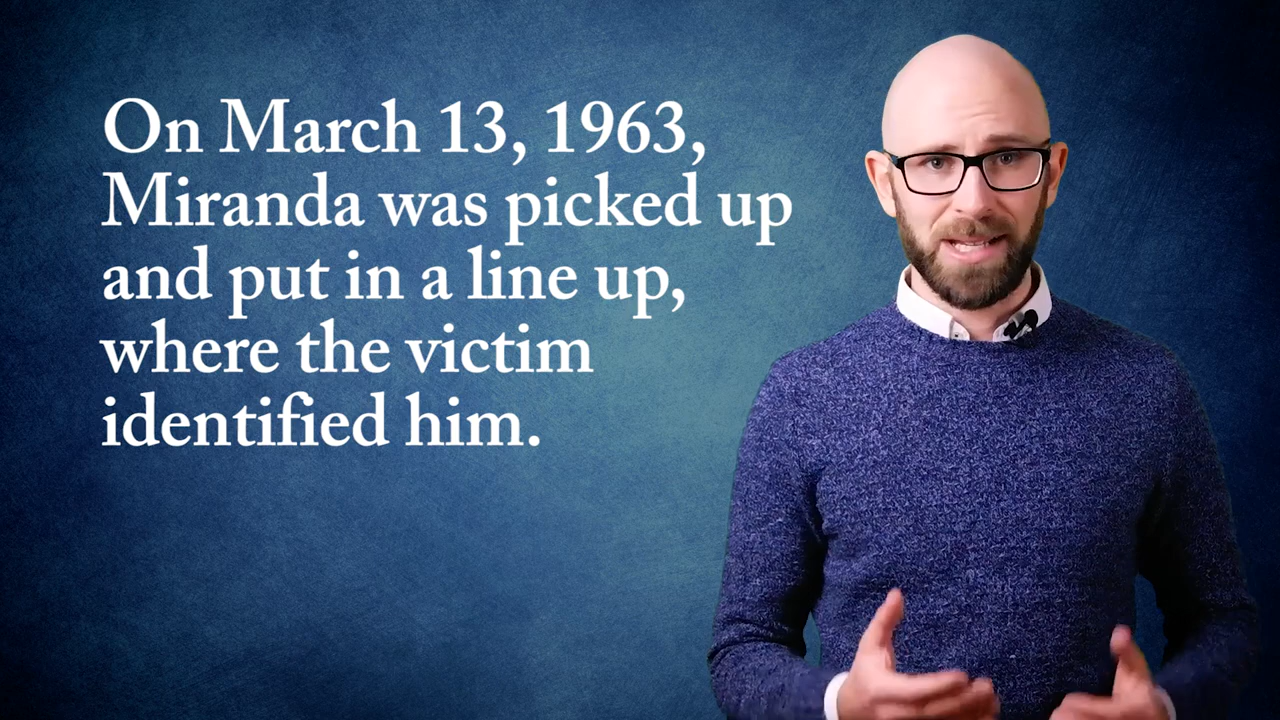 On March 13, 1963,
Miranda was picked up
and put in a line up,
where the victim
identified him.